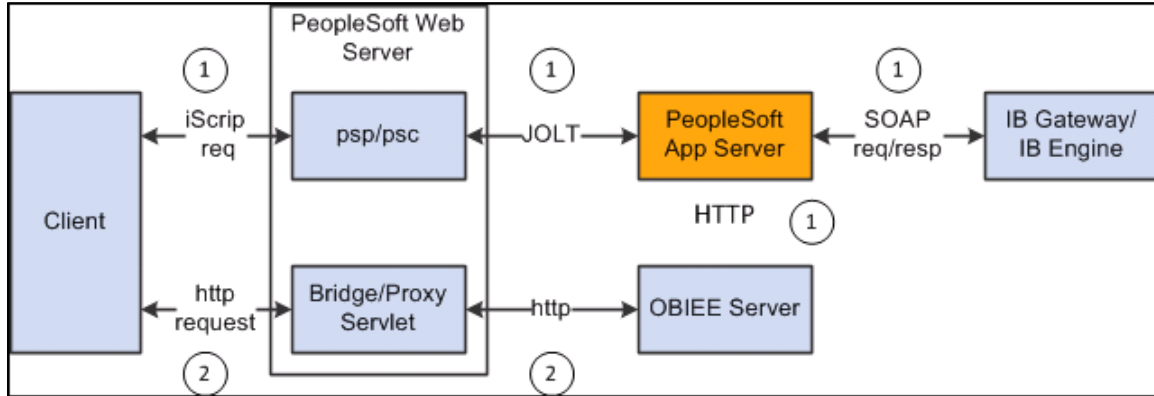 PeopleSoft Web
Server
1
1
1
Client
iScrip
req
psp/psc
JOLT
PeopleSoft
App Server
SOAP
req/resp
IB Gateway/
IB Engine
HTTP
1
http
request
Bridge/Proxy
Servlet
http
OBIEE Server
2
2